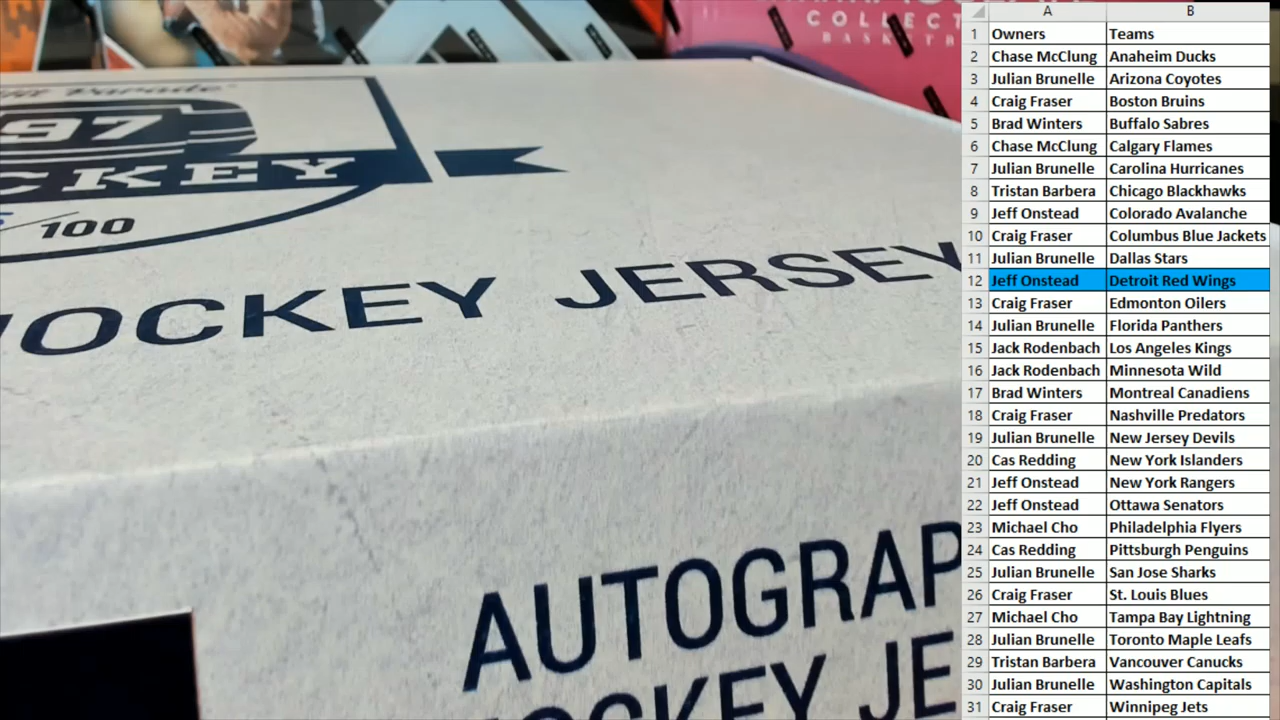 COLLECT
Parade
97
CKEY
/100
HOCKEY JERSEY
AUTOGRAP
HOCKEY JE
A B
1 Owners Teams
2 Chase McClung Anaheim Ducks
3 Julian Brunelle Arizona Coyotes
4 Craig Fraser Boston Bruins
5 Brad Winters Buffalo Sabres
6 Chase McClung Calgary Flames
7 Julian Brunelle Carolina Hurricanes
8 Tristan Barbera Chicago Blackhawks
9 Jeff Onstead Colorado Avalanche
10 Craig Fraser Columbus Blue Jackets
11 Julian Brunelle Dallas Stars
12 Jeff Onstead Detroit Red Wings
13 Craig Fraser Edmonton Oilers
14 Julian Brunelle Florida Panthers
15 Jack Rodenbach Los Angeles Kings
16 Jack Rodenbach Minnesota Wild
17 Brad Winters Montreal Canadiens
18 Craig Fraser Nashville Predators
19 Julian Brunelle New Jersey Devils
20 Cas Redding New York Islanders
21 Jeff Onstead New York Rangers
22 Jeff Onstead Ottawa Senators
23 Michael Cho Philadelphia Flyers
24 Cas Redding Pittsburgh Penguins
25 Julian Brunelle San Jose Sharks
26 Craig Fraser St. Louis Blues
27 Michael Cho Tampa Bay Lightning
28 Julian Brunelle Toronto Maple Leafs
29 Tristan Barbera Vancouver Canucks
30 Julian Brunelle Washington Capitals
31 Craig Fraser Winnipeg Jets